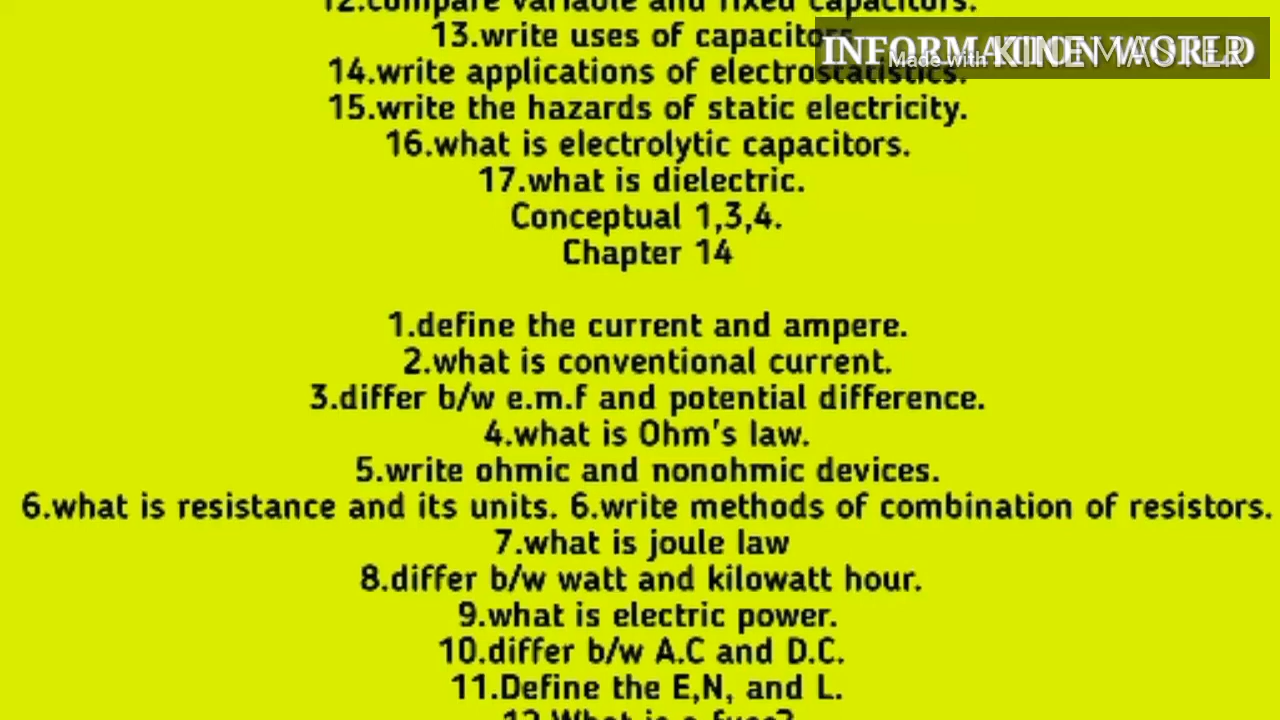 12.compare variable and fixed capacitors.
13.write uses of capacitors.
INFORMATION WORLD
Made with KINEMASTER
14.write applications of electrostatistics.
15.write the hazards of static electricity.
16.what is electrolytic capacitors.
17.what is dielectric.
Conceptual 1,3,4.
Chapter 14
1.define the current and ampere.
2.what is conventional current.
3.differ b/w e.m.f and potential difference.
4.what is Ohm's law.
5.write ohmic and nonohmic devices.
6.what is resistance and its units. 6.write methods of combination of resistors.
7.what is joule law
8.differ b/w watt and kilowatt hour.
9.what is electric power.
10.differ b/w A.C and D.C.
11.Define the E,N, and L.
12.What is a fuse?